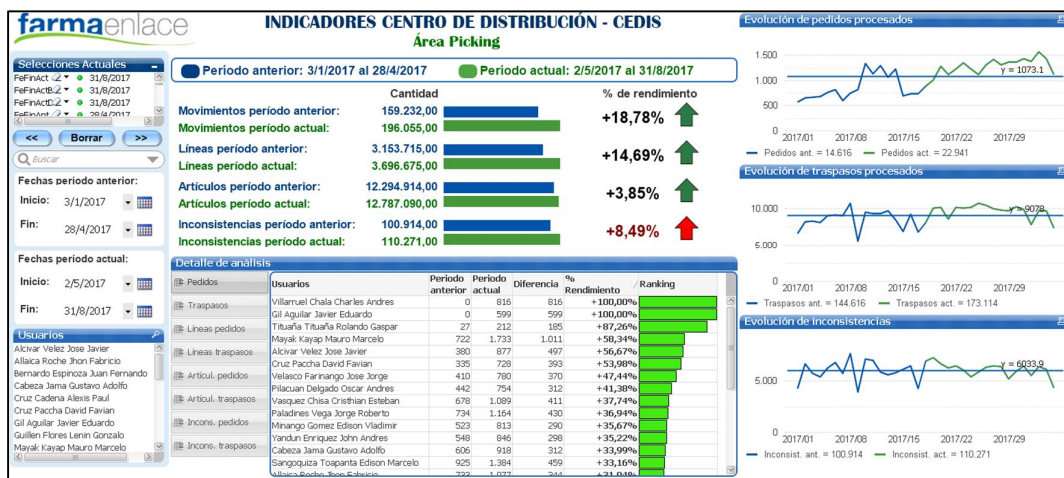 farmaenlace
INDICADORES CENTRO DE DISTRIBUCIÓN - CEDIS
Área Picking
Selecciones Actuales
FeFinAct 31/8/2017
31/8/2017
31/8/2017
28/4/2017
<< Borrar >>
Buscar
Fechas período anterior:
Inicio: 3/1/2017
Fin: 28/4/2017
Fechas período actual:
Inicio: 2/5/2017
Fin: 31/8/2017
Usuarios
Alcivar Velez Jose Javier
Allaica Roche Jhon Fabricio
Bernardo Espinoza Juan Fernando
Cabeza Jama Gustavo Adolfo
Cruz Cadena Alexis Paul
Cruz Paccha David Favian
Gil Aguilar Javier Eduardo
Guillen Flores Lenin Gonzalo
Mayak Kayap Mauro Marcelo
Período anterior: 3/1/2017 al 28/4/2017 Período actual: 2/5/2017 al 31/8/2017
Cantidad % de rendimiento
Movimientos período anterior: 159.232,00
Movimientos período actual: 196.055,00
+18,78%
Líneas período anterior: 3.153.715,00
Líneas período actual: 3.696.675,00
+14,69%
Artículos período anterior: 12.294.914,00
Artículos período actual: 12.787.090,00
+3,85%
Inconsistencias período anterior: 100.914,00
Inconsistencias período actual: 110.271,00
+8,49%
Detalle de análisis
Pedidos
Traspasos
Líneas pedidos
Líneas traspasos
Artícul. pedidos
Artícul. traspasos
Incons. pedidos
Incons. traspasos
Usuarios Periodo anterior Periodo actual Diferencia % Rendimiento Ranking
Villarruel Chala Charles Andres 0 816 816 +100,00%
Gil Aguilar Javier Eduardo 0 599 599 +100,00%
Tituaña Tituaña Rolando Gaspar 27 212 185 +87,26%
Mayak Kayap Mauro Marcelo 722 1.733 1.011 +58,34%
Alcivar Velez Jose Javier 380 877 497 +56,67%
Cruz Paccha David Favian 335 728 393 +53,98%
Velasco Farinango Jose Jorge 410 780 370 +47,44%
Pilacuan Delgado Oscar Andres 442 754 312 +41,38%
Vasquez Chisa Cristhian Esteban 678 1.089 411 +37,74%
Paladines Vega Jorge Roberto 734 1.164 430 +36,94%
Minango Gomez Edison Vladimir 523 813 290 +35,67%
Yandun Enriquez John Andres 548 846 298 +35,22%
Cabeza Jama Gustavo Adolfo 606 918 312 +33,99%
Sangoquiza Toapanta Edison Marcelo 925 1.384 459 +33,16%
Allaica Roche Jhon Fabricio 733 1.077 344 +31,94%
Evolución de pedidos procesados
1.500
1.000
500
0
y = 1073.1
2017/01 2017/08 2017/15 2017/22 2017/29
Pedidos ant. = 14.616 Pedidos act. = 22.941
Evolución de traspasos procesados
10.000
5.000
0
y = 9078
2017/01 2017/08 2017/15 2017/22 2017/29
Traspasos ant. = 144.616 Traspasos act. = 173.114
Evolución de inconsistencias
5.000
0
y = 6033,9
2017/01 2017/08 2017/15 2017/22 2017/29
Inconsist. ant. = 100.914 Inconsist. act. = 110.271